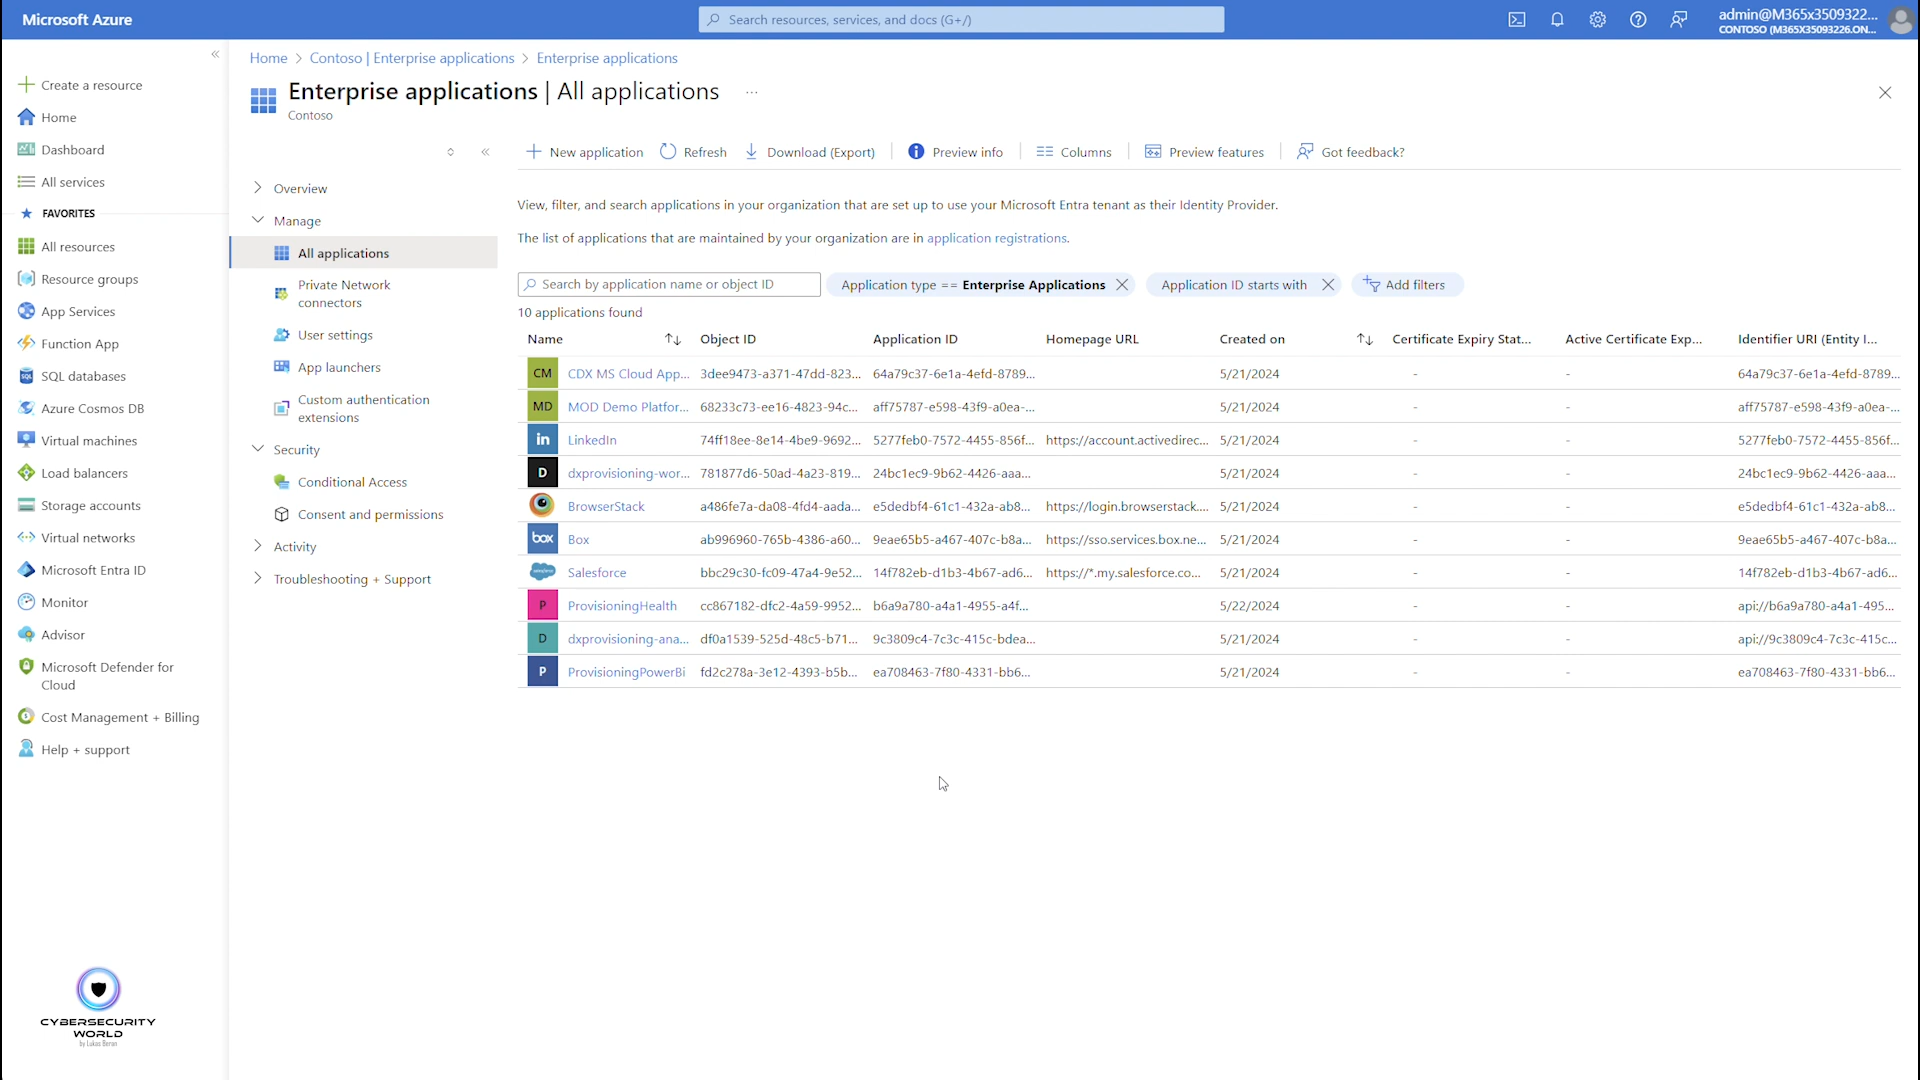 Microsoft Azure
Search resources, services, and docs (G+/)
admin@M365x3509322...
CONTOSO (M365X35093226.ON...
Create a resource
Home
Dashboard
All services
FAVORITES
All resources
Resource groups
App Services
Function App
SQL databases
Azure Cosmos DB
Virtual machines
Load balancers
Storage accounts
Virtual networks
Microsoft Entra ID
Monitor
Advisor
Microsoft Defender for
Cloud
Cost Management + Billing
Help + support
CYBERSECURITY
WORLD
by Lukas Beran
Home > Contoso | Enterprise applications > Enterprise applications
Enterprise applications | All applications ...
Contoso
Overview
Manage
All applications
Private Network
connectors
User settings
App launchers
Custom authentication
extensions
Security
Conditional Access
Consent and permissions
Activity
Troubleshooting + Support
New application Refresh Download (Export) Preview info Columns Preview features Got feedback?
View, filter, and search applications in your organization that are set up to use your Microsoft Entra tenant as their Identity Provider.
The list of applications that are maintained by your organization are in application registrations.
Search by application name or object ID Application type == Enterprise Applications Application ID starts with Add filters
10 applications found
Name Object ID Application ID Homepage URL Created on Certificate Expiry Stat... Active Certificate Exp... Identifier URI (Entity I...
CM CDX MS Cloud App... 3dee9473-a371-47dd-823... 64a79c37-6e1a-4efd-8789... 5/21/2024 - - 64a79c37-6e1a-4efd-8789...
MD MOD Demo Platfor... 68233c73-ee16-4823-94c... aff75787-e598-43f9-a0ea-... 5/21/2024 - - aff75787-e598-43f9-a0ea-...
in LinkedIn 74ff18ee-8e14-4be9-9692... 5277feb0-7572-4455-856f... https://account.activedirec... 5/21/2024 - - 5277feb0-7572-4455-856f...
D dxprovisioning-wor... 781877d6-50ad-4a23-819... 24bc1ec9-9b62-4426-aaa... 5/21/2024 - - 24bc1ec9-9b62-4426-aaa...
BrowserStack a486fe7a-da08-4fd4-aada... e5dedbf4-61c1-432a-ab8... https://login.browserstack.... 5/21/2024 - - e5dedbf4-61c1-432a-ab8...
box Box ab996960-765b-4386-a60... 9eae65b5-a467-407c-b8a... https://sso.services.box.ne... 5/21/2024 - - 9eae65b5-a467-407c-b8a...
salesforce Salesforce bbc29c30-fc09-47a4-9e52... 14f782eb-d1b3-4b67-ad6... https://*.my.salesforce.co... 5/21/2024 - - 14f782eb-d1b3-4b67-ad6...
P ProvisioningHealth cc867182-dfc2-4a59-9952... b6a9a780-a4a1-4955-a4f... 5/22/2024 - - api://b6a9a780-a4a1-495...
D dxprovisioning-ana... df0a1539-525d-48c5-b71... 9c3809c4-7c3c-415c-bdea... 5/21/2024 - - api://9c3809c4-7c3c-415c...
P ProvisioningPowerBi fd2c278a-3e12-4393-b5b... ea708463-7f80-4331-bb6... 5/21/2024 - - ea708463-7f80-4331-bb6...